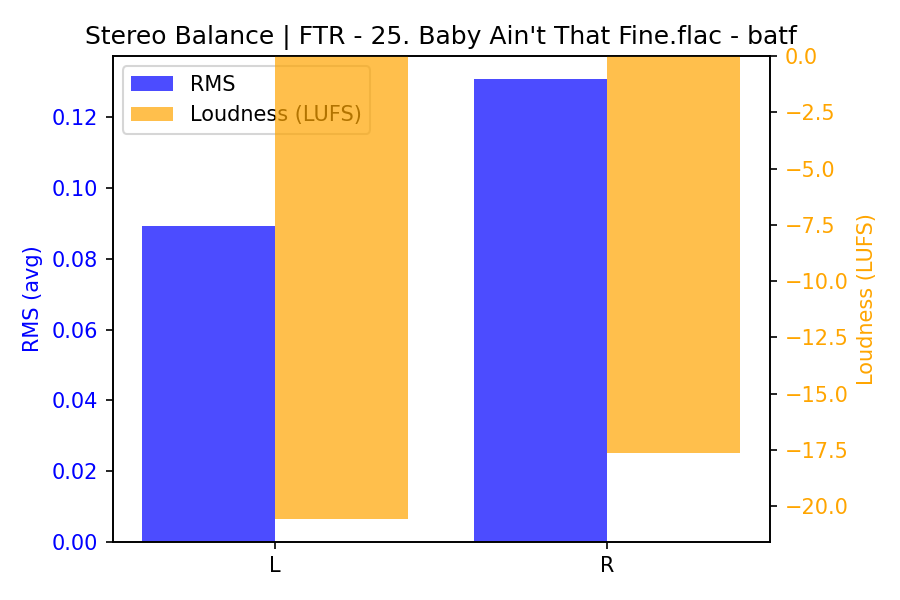 Stereo Balance | FTR - 25. Baby Ain't That Fine.flac - batf
RMS
Loudness (LUFS)
RMS (avg)
0.12
0.10
0.08
0.06
0.04
0.02
0.00
L
R
0.0
−2.5
−5.0
−7.5
−10.0
−12.5
−15.0
−17.5
−20.0
Loudness (LUFS)